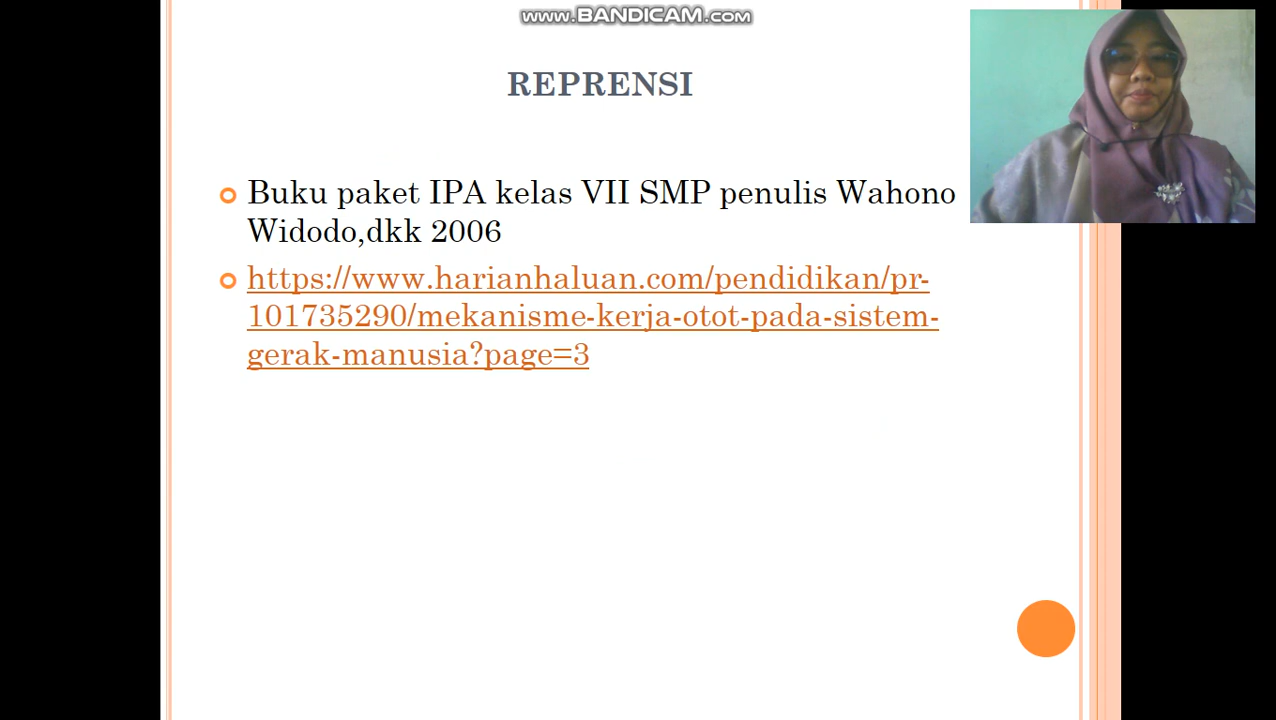 www.BANDICAM.com
REPRENSI
Buku paket IPA kelas VII SMP penulis Wahono
Widodo,dkk 2006
https://www.harianhaluan.com/pendidikan/pr-
101735290/mekanisme-kerja-otot-pada-sistem-
gerak-manusia?page=3